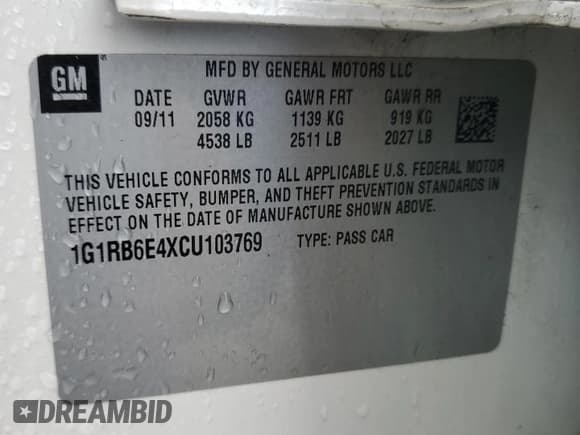 GM
MFD BY GENERAL MOTORS LLC
DATE GVWR GAWR FRT GAWR RR
09/11 2058 KG 1139 KG 919 KG
4538 LB 2511 LB 2027 LB
THIS VEHICLE CONFORMS TO ALL APPLICABLE U.S. FEDERAL MOTOR
VEHICLE SAFETY, BUMPER, AND THEFT PREVENTION STANDARDS IN
EFFECT ON THE DATE OF MANUFACTURE SHOWN ABOVE.
1G1RB6E4XCU103769 TYPE: PASS CAR
DREAMBID